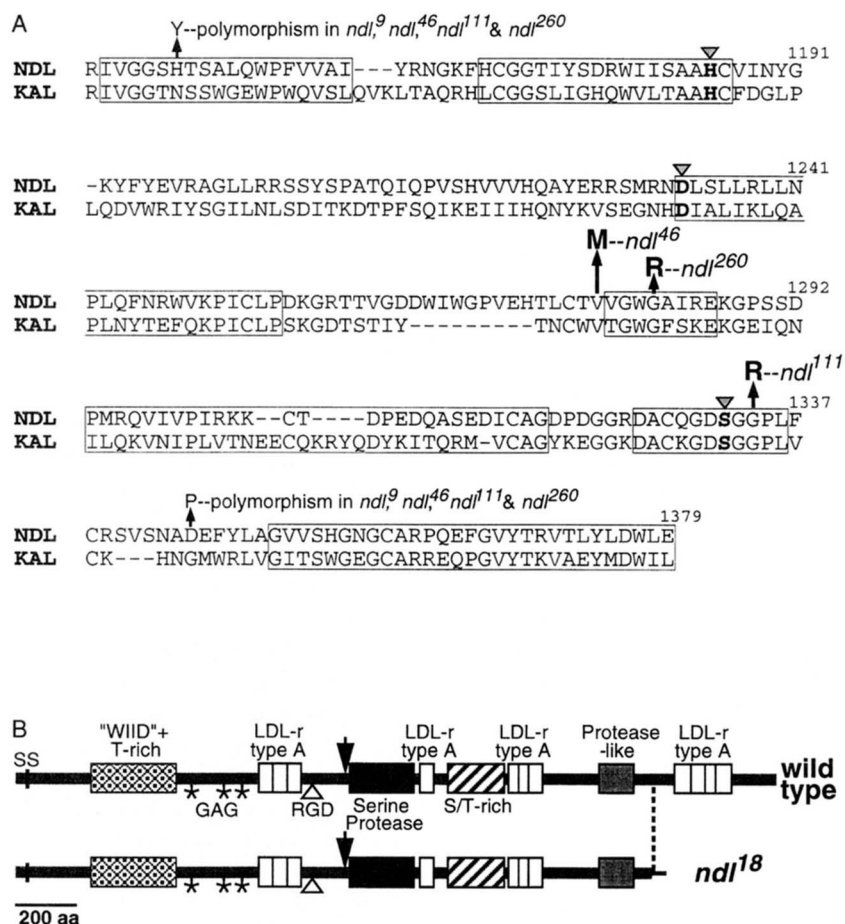 A
Y--polymorphism in ndl,9 ndl,46 ndl111 & ndl260
1191
NDL RIVGGSHTSALQWPFVVAI---YRNGKFHCGGTIYSDRWIISAAHCVINYG
KAL RIVGGTNSSWGEWPWQVSLQVKLTAQRHLCGGSLIGHQWVLTAAHCFDGLP
1241
NDL -KYFYEVRAGLLRRSSYSPATQIQPVSHVVVHQAYERRSMRNDLSLLRLLN
KAL LQDVWRIYSGILNLSDITKDTPFSQIKEIIIHQNYKVSEGNHDIALIKLQA
M--ndl46
R--ndl260
1292
NDL PLQFNRWVKPICLPDKGRTTVGDDWIWGPVEHTLCTVVGWGAIREKGPSSD
KAL PLNYTEFQKPICLPSKGDTSTIY---------TNCWVTGWGFSKEKGEIQN
R--ndl111
1337
NDL PMRQVIVPIRKK--CT----DPEDQASEDICAGDPDGGRDACQGDSGGPLF
KAL ILQKVNIPLVTNEECQKRYQDYKITQRM-VCAGYKEGGKDACKGDSGGPLV
P--polymorphism in ndl,9 ndl,46 ndl111 & ndl260
1379
NDL CRSVSNADEFYLAGVVSHGNGCARPQEFGVYTRVTLYLDWLE
KAL CK---HNGMWRLVGITSWGEGCARREQPGVYTKVAEYMDWIL
B
"WIID"+
T-rich
LDL-r
type A
LDL-r
type A
LDL-r
type A
Protease
-like
LDL-r
type A
SS
wild
type
GAG
RGD
Serine
Protease
S/T-rich
ndl18
200 aa